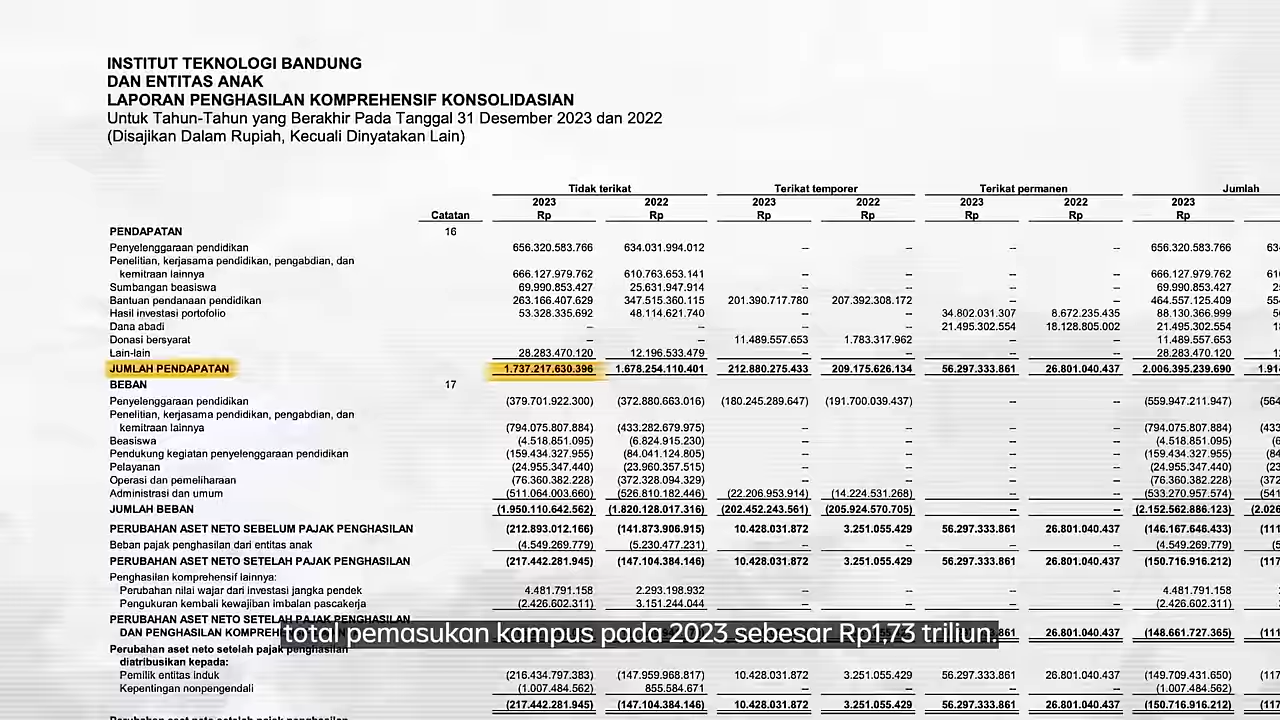 INSTITUT TEKNOLOGI BANDUNG
DAN ENTITAS ANAK
LAPORAN PENGHASILAN KOMPREHENSIF KONSOLIDASIAN
Untuk Tahun-Tahun yang Berakhir Pada Tanggal 31 Desember 2023 dan 2022
(Disajikan Dalam Rupiah, Kecuali Dinyatakan Lain)
Tidak terikat Terikat temporer Terikat permanen Jumlah
2023 2022 2023 2022 2023 2022 2023
Catatan Rp Rp Rp Rp Rp Rp Rp
PENDAPATAN 16
Penyelenggaraan pendidikan 656.320.583.766 634.031.994.012 – – – – 656.320.583.766 63
Penelitian, kerjasama pendidikan, pengabdian, dan
kemitraan lainnya 666.127.979.762 610.763.653.141 – – – – 666.127.979.762 610
Sumbangan beasiswa 69.990.853.427 25.631.947.914 – – – – 69.990.853.427 25
Bantuan pendanaan pendidikan 263.166.407.629 347.515.360.115 201.390.717.780 207.392.308.172 – – 464.557.125.409 55
Hasil investasi portofolio 53.328.335.692 48.114.621.740 – – 34.802.031.307 8.672.235.435 88.130.366.999 5
Dana abadi – – – – 21.495.302.554 18.128.805.002 21.495.302.554 1
Donasi bersyarat – – 11.489.557.653 1.783.317.962 – – 11.489.557.653
Lain-lain 28.283.470.120 12.196.533.479 – – – – 28.283.470.120 1
JUMLAH PENDAPATAN 1.737.217.630.396 1.678.254.110.401 212.880.275.433 209.175.626.134 56.297.333.861 26.801.040.437 2.006.395.239.690 1.914
BEBAN 17
Penyelenggaraan pendidikan (379.701.922.300) (372.880.663.016) (180.245.289.647) (191.700.039.437) – – (559.947.211.947) (564
Penelitian, kerjasama pendidikan, pengabdian, dan
kemitraan lainnya (794.075.807.884) (433.282.679.975) – – – – (794.075.807.884) (433
Beasiswa (4.518.851.095) (6.824.915.230) – – – – (4.518.851.095) (6
Pendukung kegiatan penyelenggaraan pendidikan (159.434.327.955) (84.041.124.805) – – – – (159.434.327.955) (84
Pelayanan (24.955.347.440) (23.960.357.515) – – – – (24.955.347.440) (23
Operasi dan pemeliharaan (76.360.382.228) (372.328.094.329) – – – – (76.360.382.228) (372
Administrasi dan umum (511.064.003.660) (526.810.182.446) (22.206.953.914) (14.224.531.268) – – (533.270.957.574) (541
JUMLAH BEBAN (1.950.110.642.562) (1.820.128.017.316) (202.452.243.561) (205.924.570.705) – – (2.152.562.886.123) (2.026
PERUBAHAN ASET NETO SEBELUM PAJAK PENGHASILAN (212.893.012.166) (141.873.906.915) 10.428.031.872 3.251.055.429 56.297.333.861 26.801.040.437 (146.167.646.433) (111
Beban pajak penghasilan dari entitas anak (4.549.269.779) (5.230.477.231) – – – – (4.549.269.779) (5
PERUBAHAN ASET NETO SETELAH PAJAK PENGHASILAN (217.442.281.945) (147.104.384.146) 10.428.031.872 3.251.055.429 56.297.333.861 26.801.040.437 (150.716.916.212) (117
Penghasilan komprehensif lainnya:
Perubahan nilai wajar dari investasi jangka pendek 4.481.791.158 2.293.198.932 – – – – 4.481.791.158
Pengukuran kembali kewajiban imbalan pascakerja (2.426.602.311) 3.151.244.044 – – – – (2.426.602.311)
PERUBAHAN ASET NETO SETELAH PAJAK PENGHASILAN
DAN PENGHASILAN 26.801.040.437 (148.661.727.365) (111
total pemasukan kampus pada 2023 sebesar Rp1,73 triliun,
Perubahan aset neto setelah pajak penghasilan
diatribusikan kepada:
Pemilik entitas induk (216.434.797.383) (147.959.968.817) 10.428.031.872 3.251.055.429 56.297.333.861 26.801.040.437 (149.709.431.650) (117
Kepentingan nonpengendali (1.007.484.562) 855.584.671 – – – – (1.007.484.562)
(217.442.281.945) (147.104.384.146) 10.428.031.872 3.251.055.429 56.297.333.861 26.801.040.437 (150.716.916.212) (117